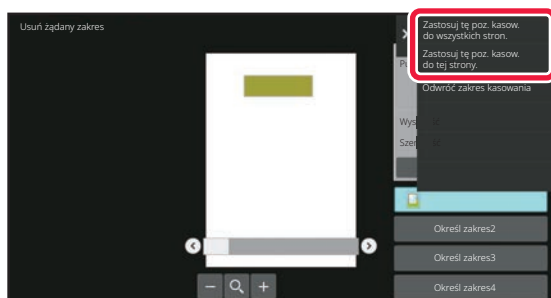 Usuń żądany zakres
Zastosuj tę poz. kasow.
do wszystkich stron.
Zastosuj tę poz. kasow.
do tej strony.
Odwróć zakres kasowania
Określ zakres2
Określ zakres3
Określ zakres4